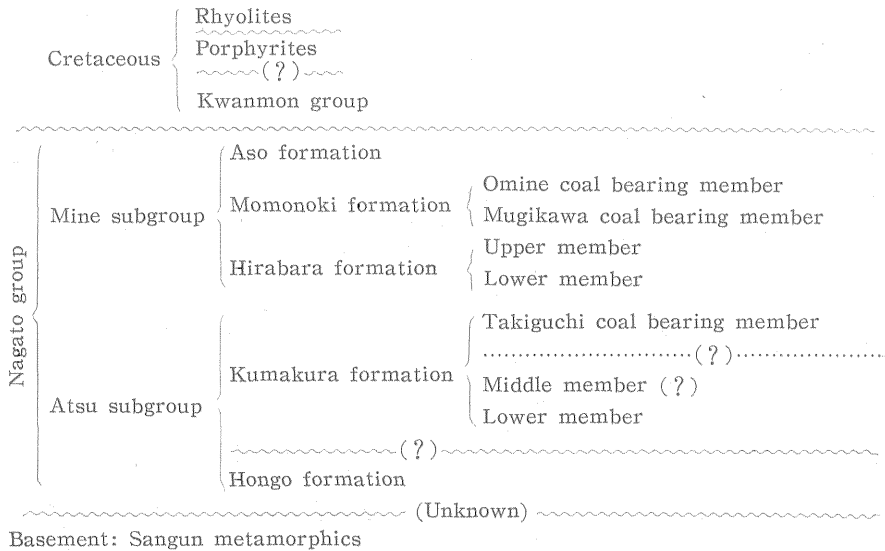 Rhyolites
Porphyrites
Cretaceous
(?)
Kwanmon group
Aso formation
Omine coal bearing member
Mine subgroup Momonoki formation
Mugikawa coal bearing member
Upper member
Hirabara formation
Lower member
Nagato group
Takiguchi coal bearing member
(?)
Kumakura formation
Middle member (?)
Atsu subgroup
Lower member
(?)
Hongo formation
(Unknown)
Basement: Sangun metamorphics